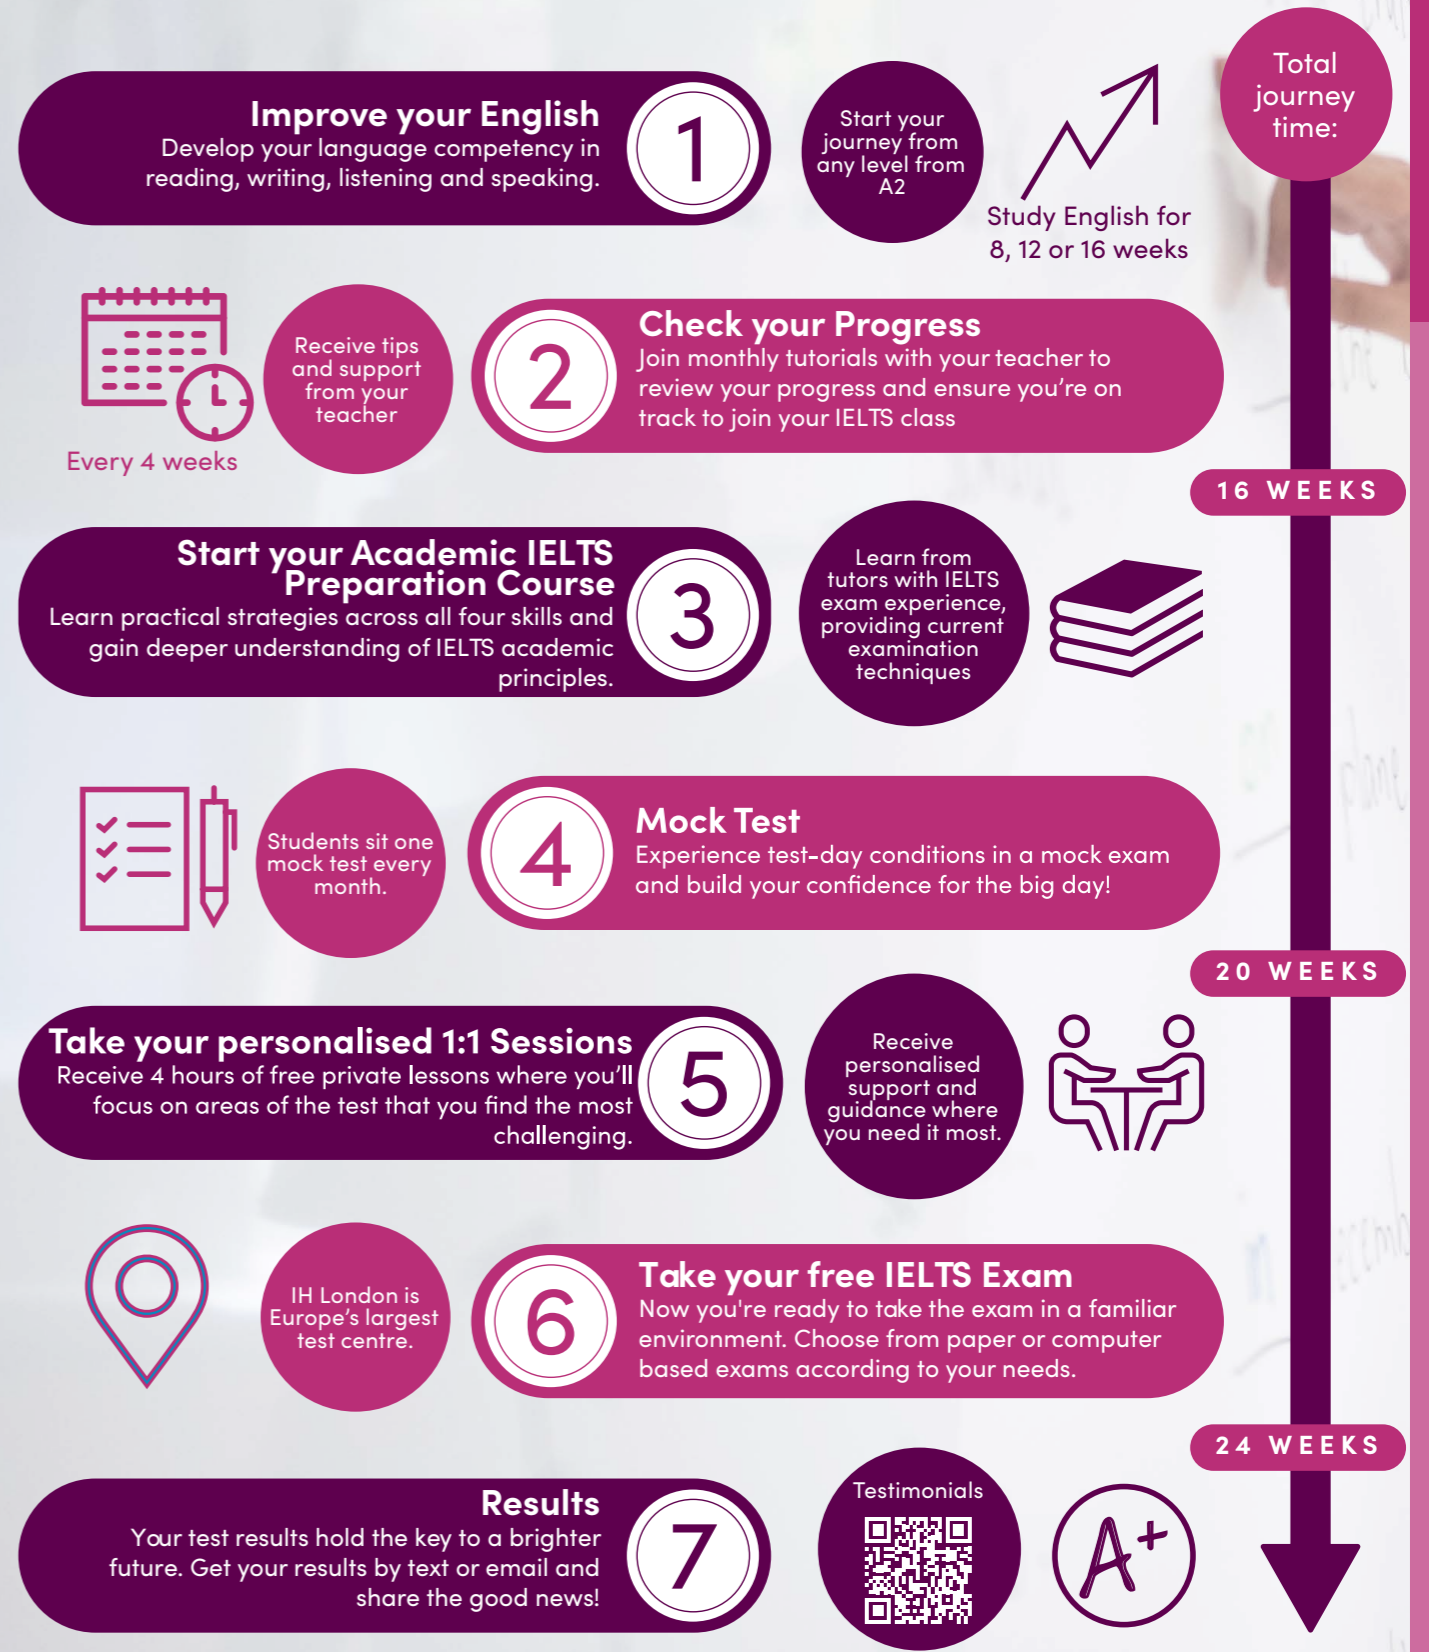 Total
journey
time:
Improve your English
Develop your language competency in
reading, writing, listening and speaking.
1
Start your
journey from
any level from
A2
Study English for
8, 12 or 16 weeks
Every 4 weeks
Receive tips
and support
from your
teacher
2
Check your Progress
Join monthly tutorials with your teacher to
review your progress and ensure you're on
track to join your IELTS class
16 WEEKS
Start your Academic IELTS
Preparation Course
Learn practical strategies across all four skills and
gain deeper understanding of IELTS academic
principles.
3
Learn from
tutors with IELTS
exam experience,
providing current
examination
techniques
Students sit one
mock test every
month.
4
Mock Test
Experience test-day conditions in a mock exam
and build your confidence for the big day!
20 WEEKS
Take your personalised 1:1 Sessions
Receive 4 hours of free private lessons where you'll
focus on areas of the test that you find the most
challenging.
5
Receive
personalised
support and
guidance where
you need it most.
IH London is
Europe's largest
test centre.
6
Take your free IELTS Exam
Now you're ready to take the exam in a familiar
environment. Choose from paper or computer
based exams according to your needs.
24 WEEKS
Results
Your test results hold the key to a brighter
future. Get your results by text or email and
share the good news!
7
Testimonials
A+